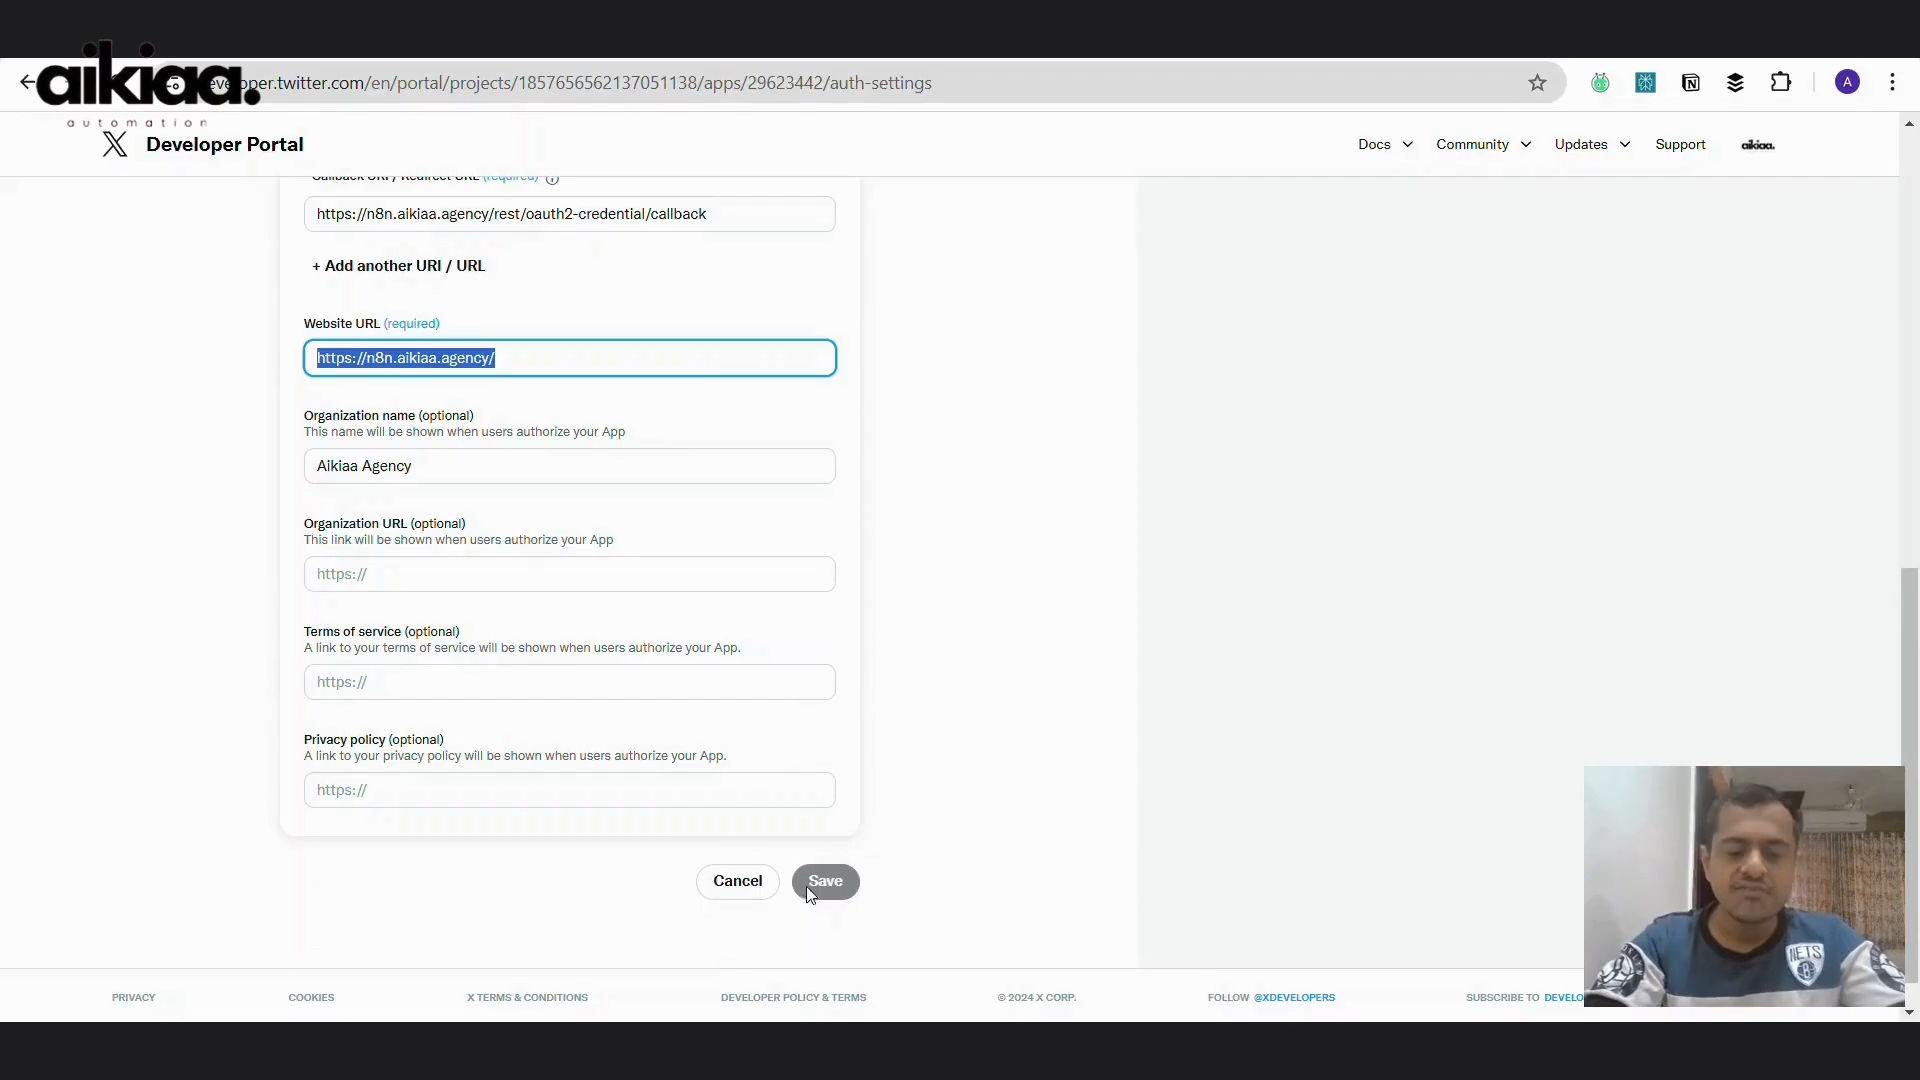 aikiaa.
automation
eveloper.twitter.com/en/portal/projects/1857656562137051138/apps/29623442/auth-settings
A
Developer Portal
Docs
Community
Updates
Support
aikiaa.
Callback URI / Redirect URL (required)
https://n8n.aikiaa.agency/rest/oauth2-credential/callback
+ Add another URI / URL
Website URL (required)
https://n8n.aikiaa.agency/
Organization name (optional)
This name will be shown when users authorize your App
Aikiaa Agency
Organization URL (optional)
This link will be shown when users authorize your App
https://
Terms of service (optional)
A link to your terms of service will be shown when users authorize your App.
https://
Privacy policy (optional)
A link to your privacy policy will be shown when users authorize your App.
https://
Cancel
Save
NETS
B
PRIVACY
COOKIES
X TERMS & CONDITIONS
DEVELOPER POLICY & TERMS
© 2024 X CORP.
FOLLOW @XDEVELOPERS
SUBSCRIBE TO DEVELO